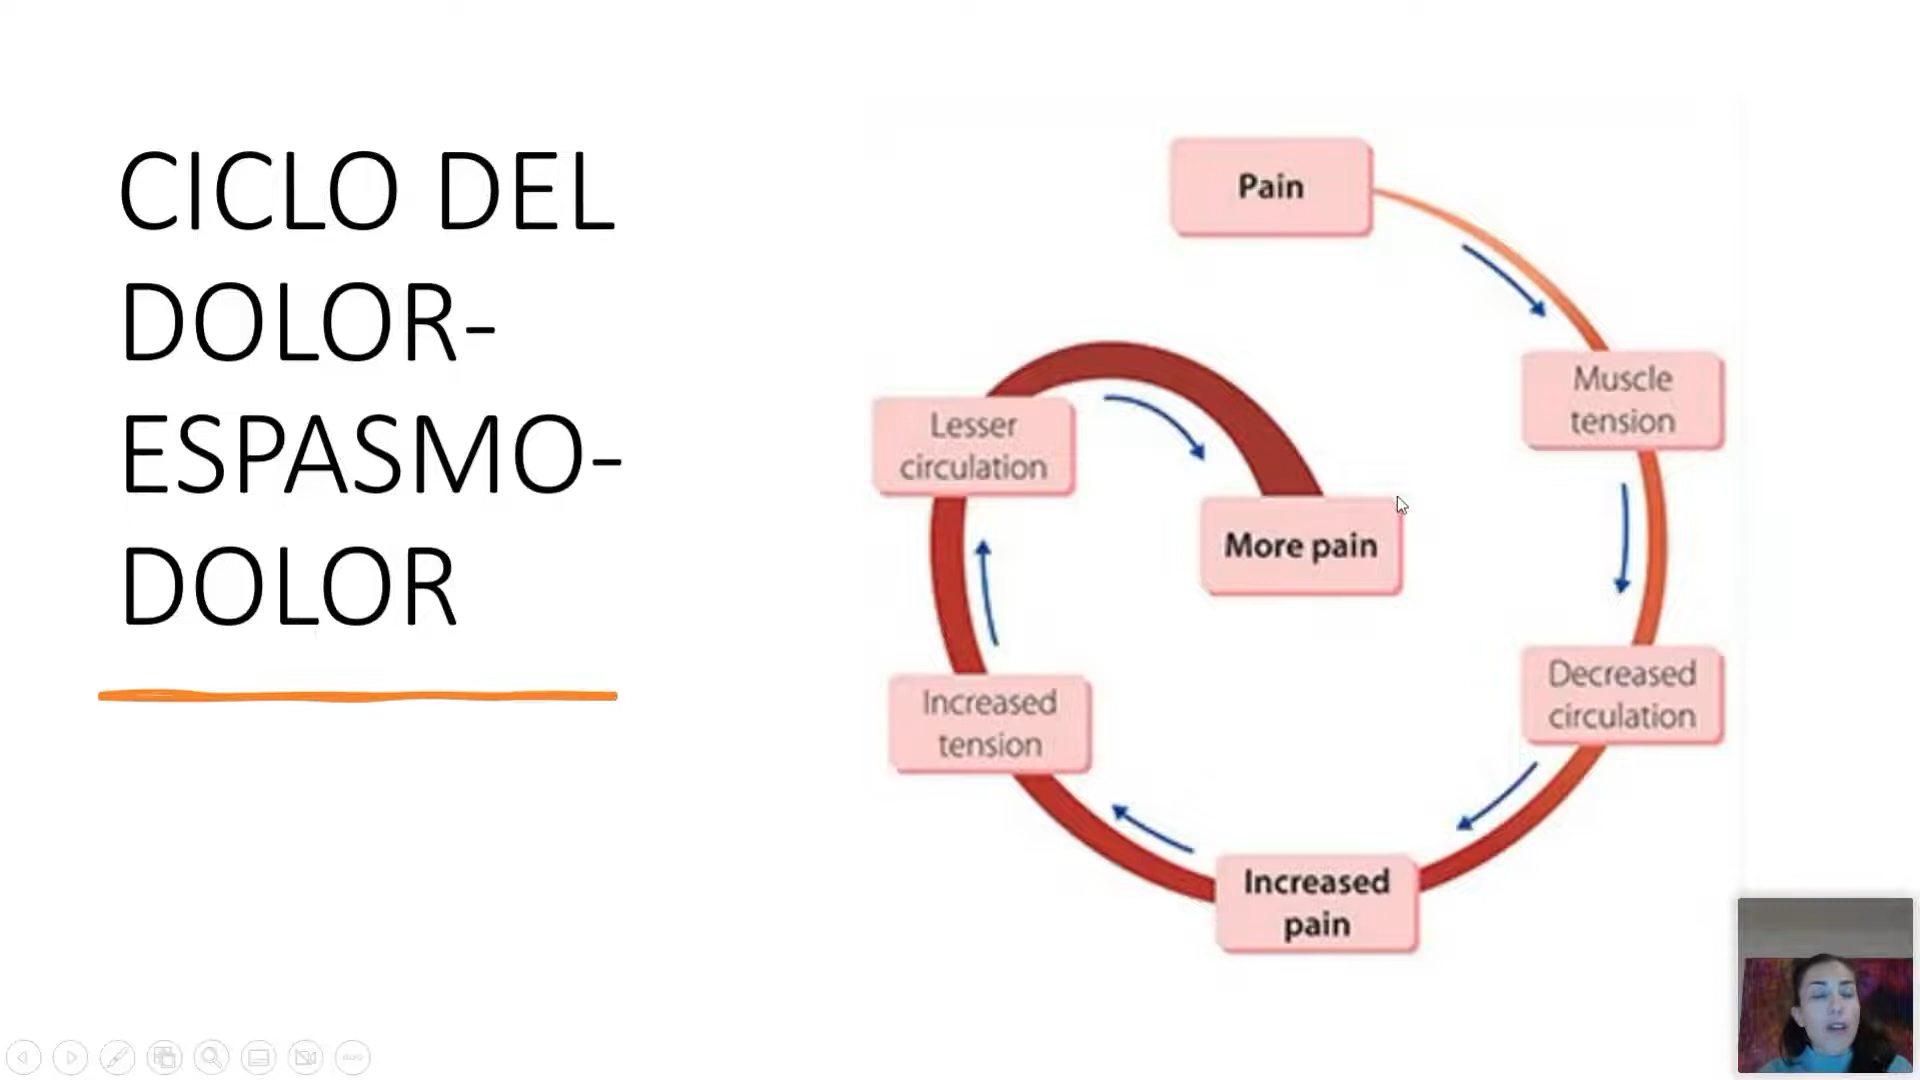 CICLO DEL
DOLOR-
ESPASMO-
DOLOR
Pain
Muscle
tension
Decreased
circulation
Increased
pain
Increased
tension
Lesser
circulation
More pain